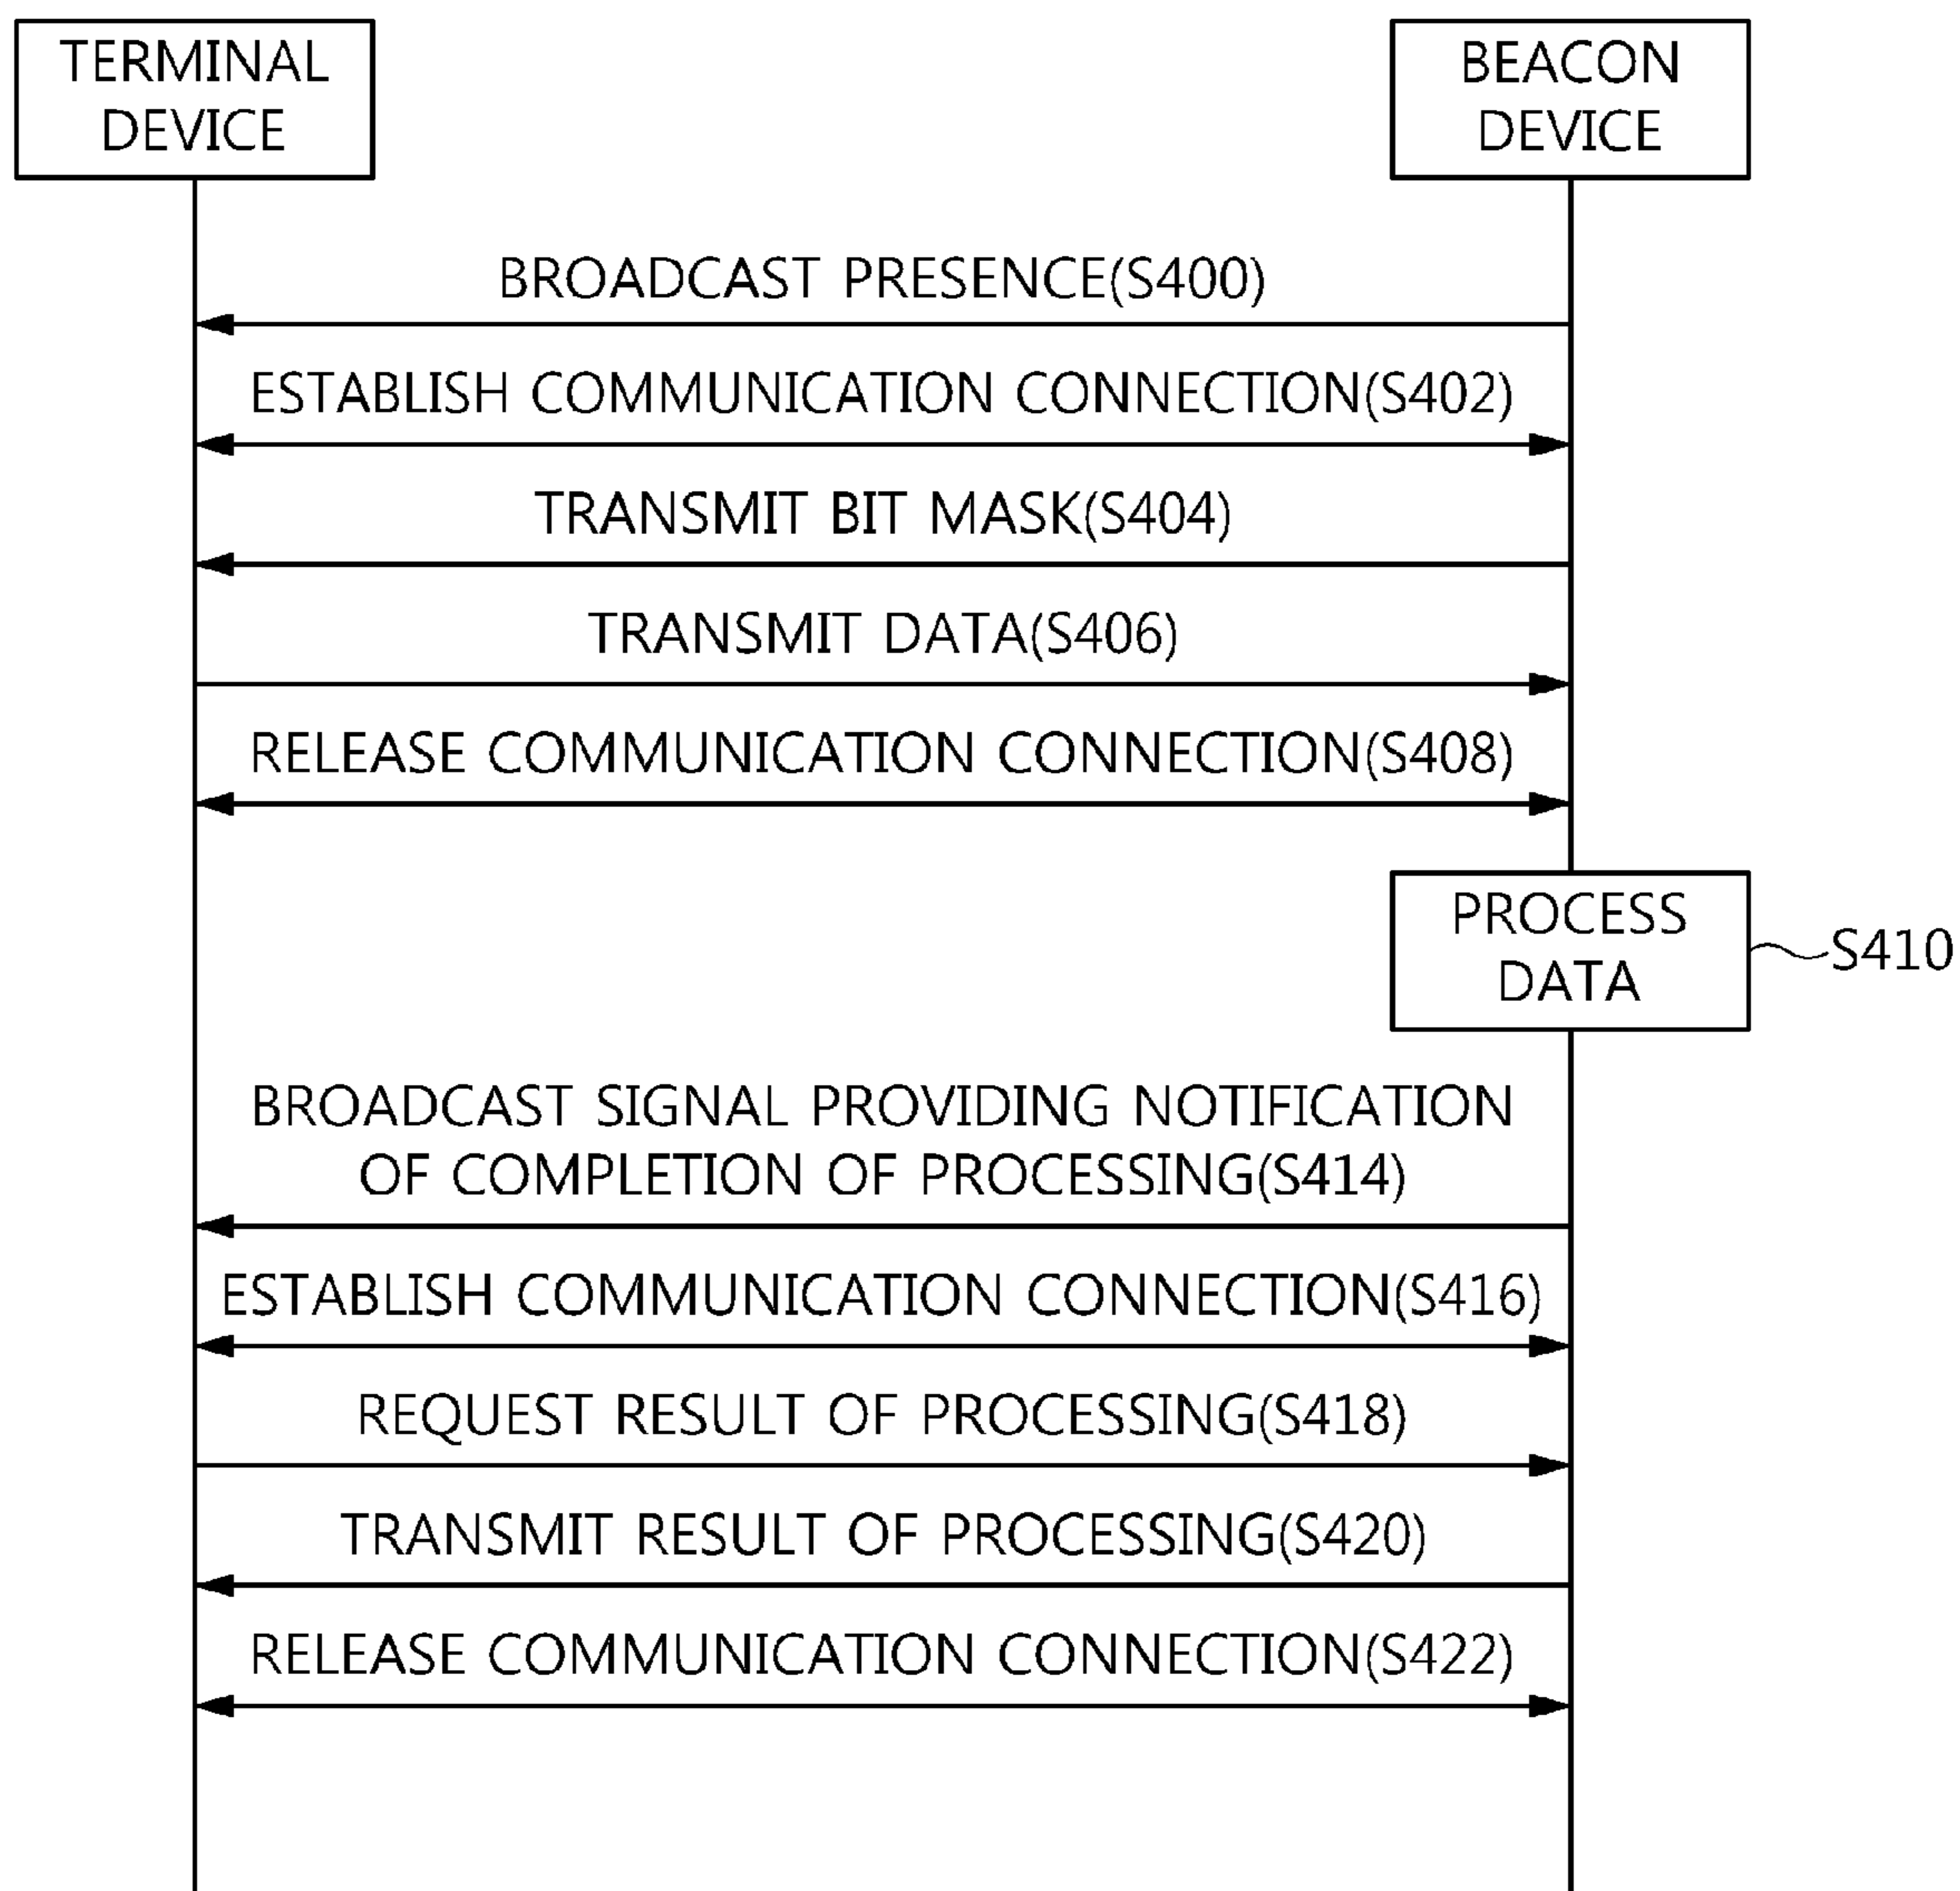 TERMINAL
DEVICE
BEACON
DEVICE
BROADCAST PRESENCE(S400)
ESTABLISH COMMUNICATION CONNECTION(S402)
TRANSMIT BIT MASK(S404)
TRANSMIT DATA(S406)
RELEASE COMMUNICATION CONNECTION(S408)
PROCESS
DATA
S410
BROADCAST SIGNAL PROVIDING NOTIFICATION
OF COMPLETION OF PROCESSING(S414)
ESTABLISH COMMUNICATION CONNECTION(S416)
REQUEST RESULT OF PROCESSING(S418)
TRANSMIT RESULT OF PROCESSING(S420)
RELEASE COMMUNICATION CONNECTION(S422)